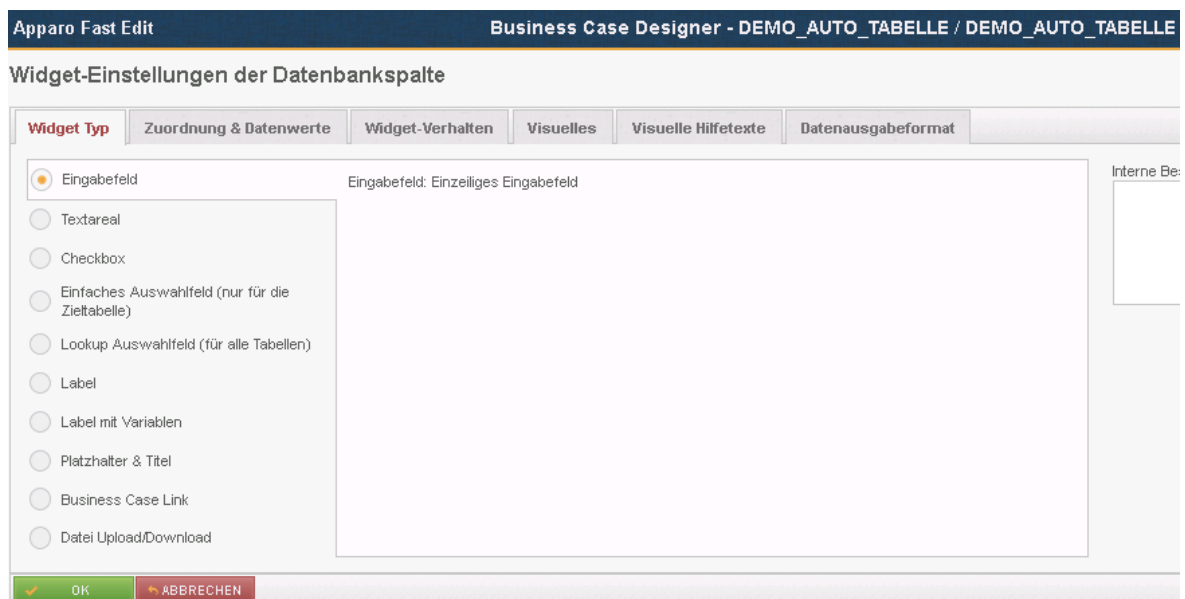 Apparo Fast Edit
Business Case Designer - DEMO_AUTO_TABELLE / DEMO_AUTO_TABELLE
Widget-Einstellungen der Datenbankspalte
Widget Typ
Zuordnung & Datenwerte
Widget-Verhalten
Visuelles
Visuelle Hilfetexte
Datenausgabeformat
Eingabefeld
Eingabefeld: Einzeiliges Eingabefeld
Interne Bes
Textareal
Checkbox
Einfaches Auswahlfeld (nur für die
Zieltabelle)
Lookup Auswahlfeld (für alle Tabellen)
Label
Label mit Variablen
Platzhalter & Titel
Business Case Link
Datei Upload/Download
OK
ABBRECHEN